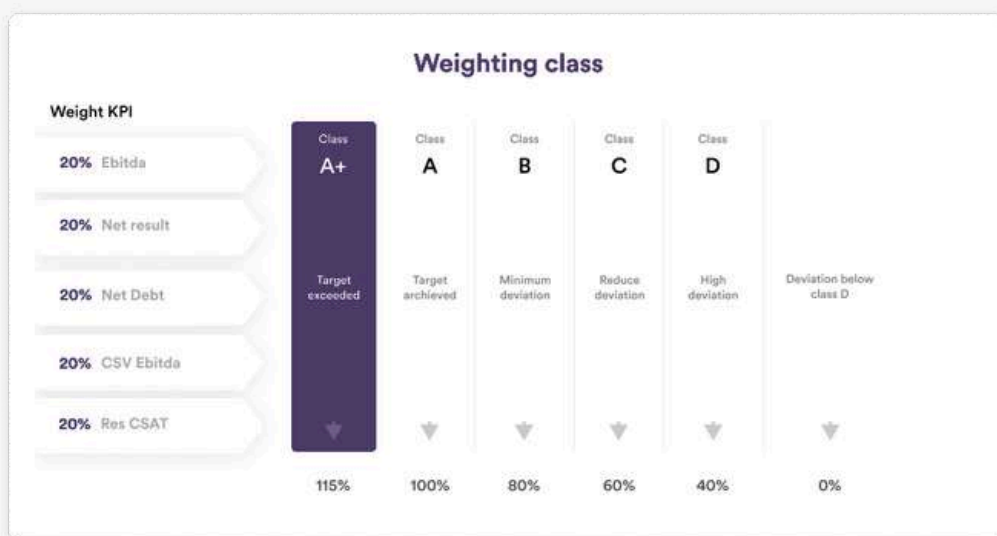 Weighting class
Weight KPI
20% Ebitda
20% Net result
20% Net Debt
20% CSV Ebitda
20% Res CSAT
Class
A+
Target
exceeded
115%
Class
A
Target
archieved
100%
Class
B
Minimum
deviation
80%
Class
C
Reduce
deviation
60%
Class
D
High
deviation
40%
Deviation below
class D
0%